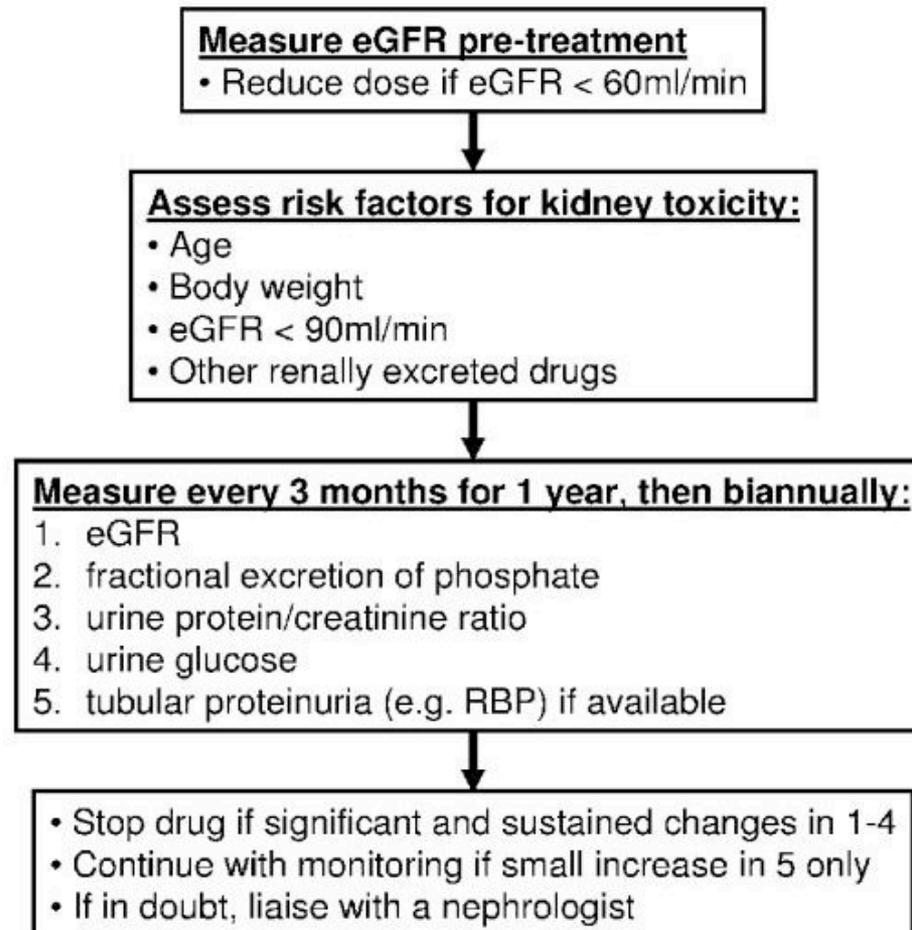 Measure eGFR pre-treatment
• Reduce dose if eGFR < 60ml/min
Assess risk factors for kidney toxicity:
• Age
• Body weight
• eGFR < 90ml/min
• Other renally excreted drugs
Measure every 3 months for 1 year, then biannually:
1. eGFR
2. fractional excretion of phosphate
3. urine protein/creatinine ratio
4. urine glucose
5. tubular proteinuria (e.g. RBP) if available
• Stop drug if significant and sustained changes in 1-4
• Continue with monitoring if small increase in 5 only
• If in doubt, liaise with a nephrologist